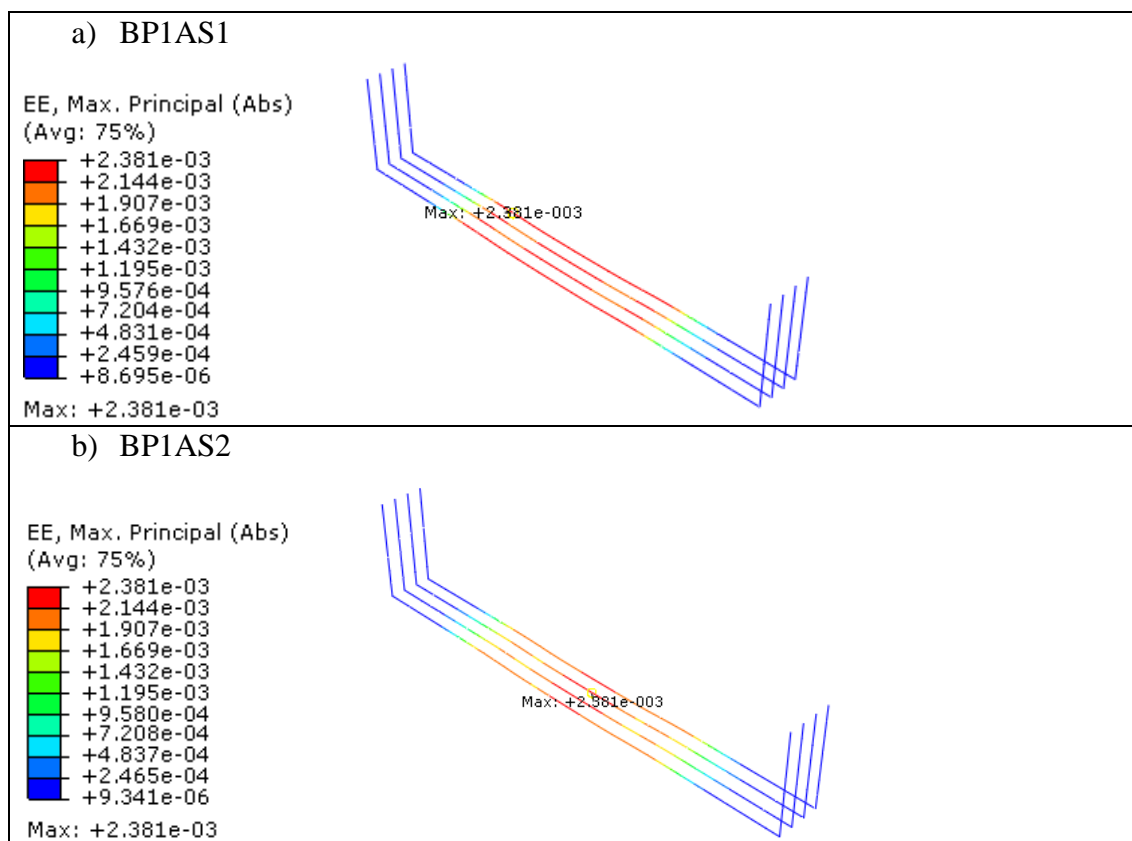 a) BP1AS1
EE, Max. Principal (Abs)
(Avg: 75%)
+2.381e-03
+2.144e-03
+1.907e-03
+1.669e-03
+1.432e-03
+1.195e-03
+9.576e-04
+7.204e-04
+4.831e-04
+2.459e-04
+8.695e-06
Max: +2.381e-03
Max: +2.381e-003
b) BP1AS2
EE, Max. Principal (Abs)
(Avg: 75%)
+2.381e-03
+2.144e-03
+1.907e-03
+1.669e-03
+1.432e-03
+1.195e-03
+9.580e-04
+7.208e-04
+4.837e-04
+2.465e-04
+9.341e-06
Max: +2.381e-03
Max: +2.381e-003